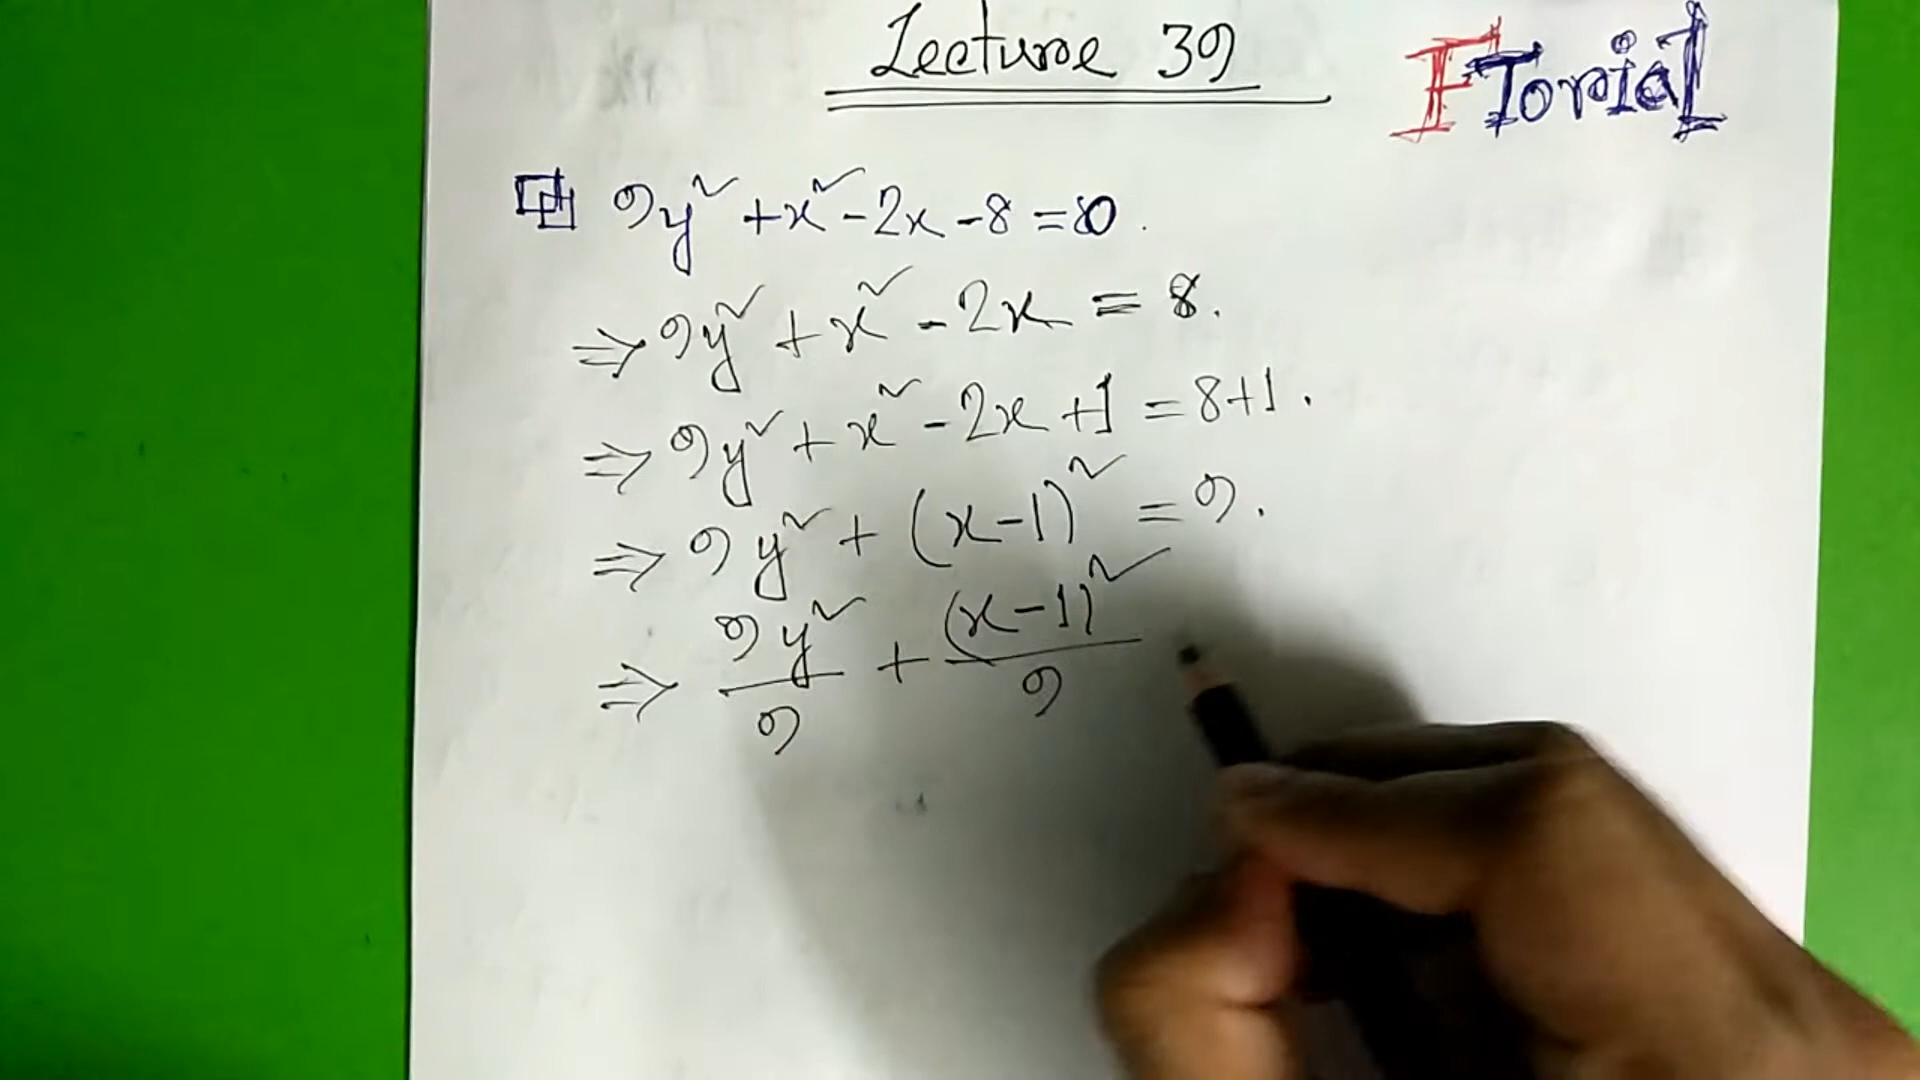 Lecture 39
FTorial
9y² + x² - 2x - 8 = 0.
⇒ 9y² + x² - 2x = 8.
⇒ 9y² + x² - 2x + 1 = 8+1.
⇒ 9y² + (x-1)² = 9.
⇒ 9y²/9 + (x-1)²/9